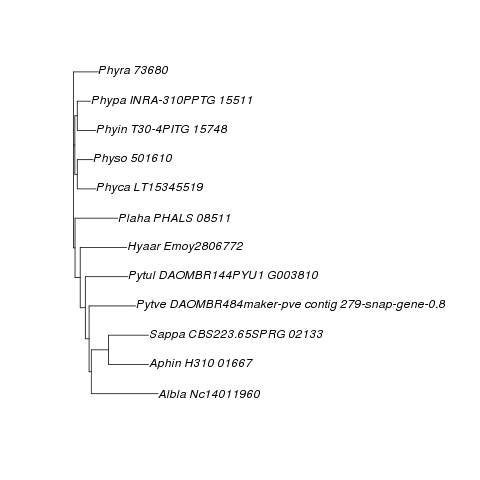 Phyra 73680
Phypa INRA-310PPTG 15511
Phyin T30-4PITG 15748
Physo 501610
Phyca LT15345519
Plaha PHALS 08511
Hyaar Emoy2806772
Pytul DAOMBR144PYU1 G003810
Pytve DAOMBR484maker-pve contig 279-snap-gene-0.8
Sappa CBS223.65SPRG 02133
Aphin H310 01667
Albla Nc14011960